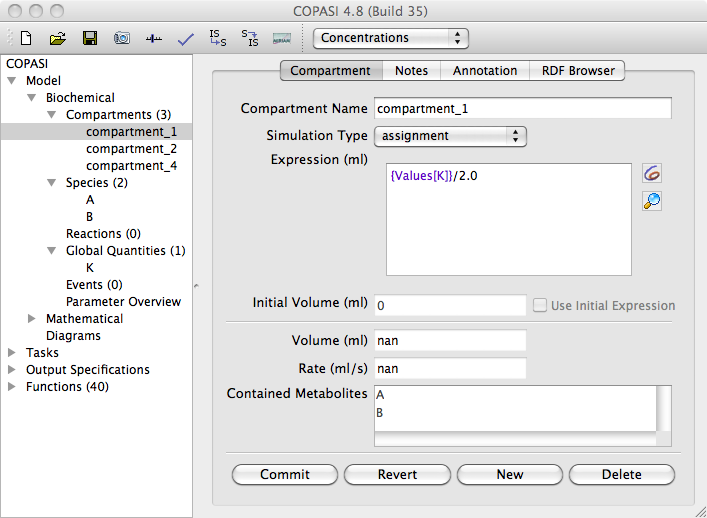 COPASI 4.8 (Build 35)
IS S
S IS
Concentrations
COPASI
Model
Biochemical
Compartments (3)
compartment_1
compartment_2
compartment_4
Species (2)
A
B
Reactions (0)
Global Quantities (1)
K
Events (0)
Parameter Overview
Mathematical
Diagrams
Tasks
Output Specifications
Functions (40)
Compartment Notes Annotation RDF Browser
Compartment Name compartment_1
Simulation Type assignment
Expression (ml)
{Values[K]}/2.0
Initial Volume (ml) 0 Use Initial Expression
Volume (ml) nan
Rate (ml/s) nan
Contained Metabolites
A
B
Commit Revert New Delete